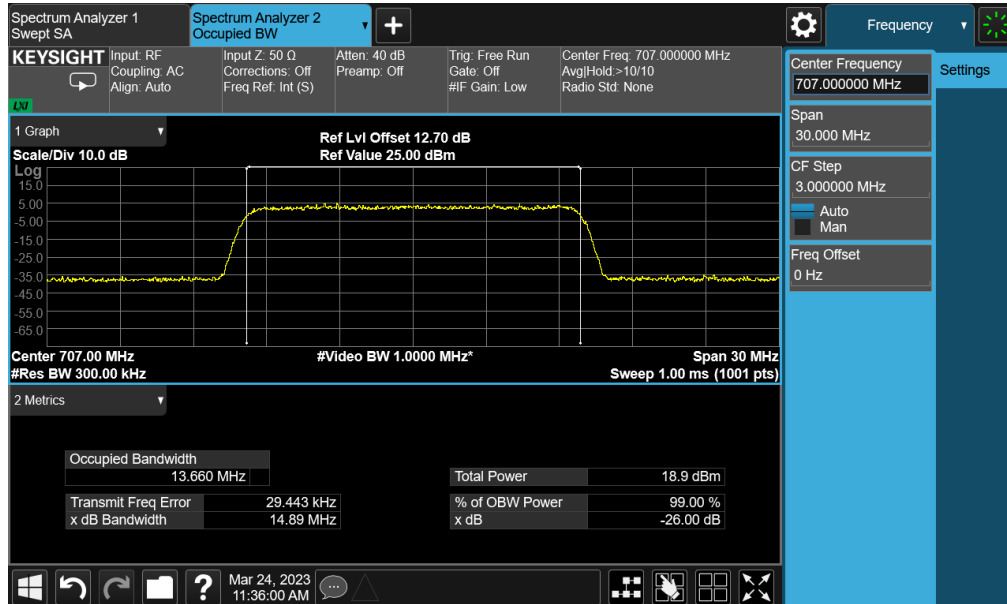 Spectrum Analyzer 1
Swept SA
Spectrum Analyzer 2
Occupied BW
+
Frequency
KEYSIGHT
LXI
Input: RF
Coupling: AC
Align: Auto
Input Z: 50 Ω
Corrections: Off
Freq Ref: Int (S)
Atten: 40 dB
Preamp: Off
Trig: Free Run
Gate: Off
#IF Gain: Low
Center Freq: 707.000000 MHz
Avg|Hold:>10/10
Radio Std: None
Center Frequency
707.000000 MHz
Settings
Span
30.000 MHz
CF Step
3.000000 MHz
Auto
Man
Freq Offset
0 Hz
1 Graph
Ref Lvl Offset 12.70 dB
Scale/Div 10.0 dB
Ref Value 25.00 dBm
Log
15.0
5.00
-5.00
-15.0
-25.0
-35.0
-45.0
-55.0
-65.0
Center 707.00 MHz
#Video BW 1.0000 MHz*
Span 30 MHz
#Res BW 300.00 kHz
Sweep 1.00 ms (1001 pts)
2 Metrics
Occupied Bandwidth
13.660 MHz
Total Power 18.9 dBm
Transmit Freq Error 29.443 kHz
% of OBW Power 99.00 %
x dB Bandwidth 14.89 MHz
x dB -26.00 dB
?
Mar 24, 2023
11:36:00 AM